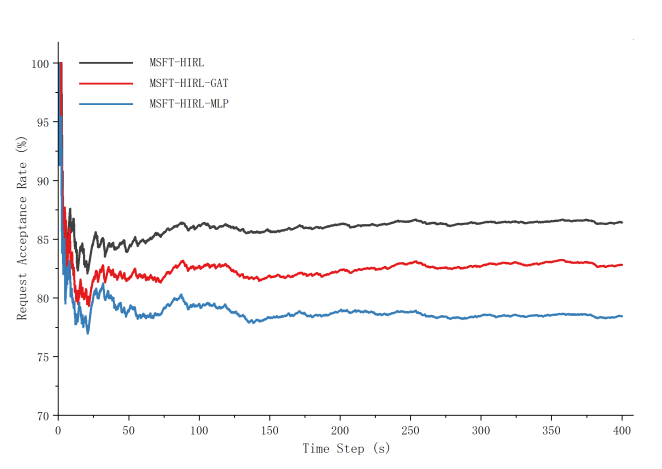 MSFT-HIRL
MSFT-HIRL-GAT
MSFT-HIRL-MLP
Request Acceptance Rate (%)
100
95
90
85
80
75
70
0 50 100 150 200 250 300 350 400
Time Step (s)